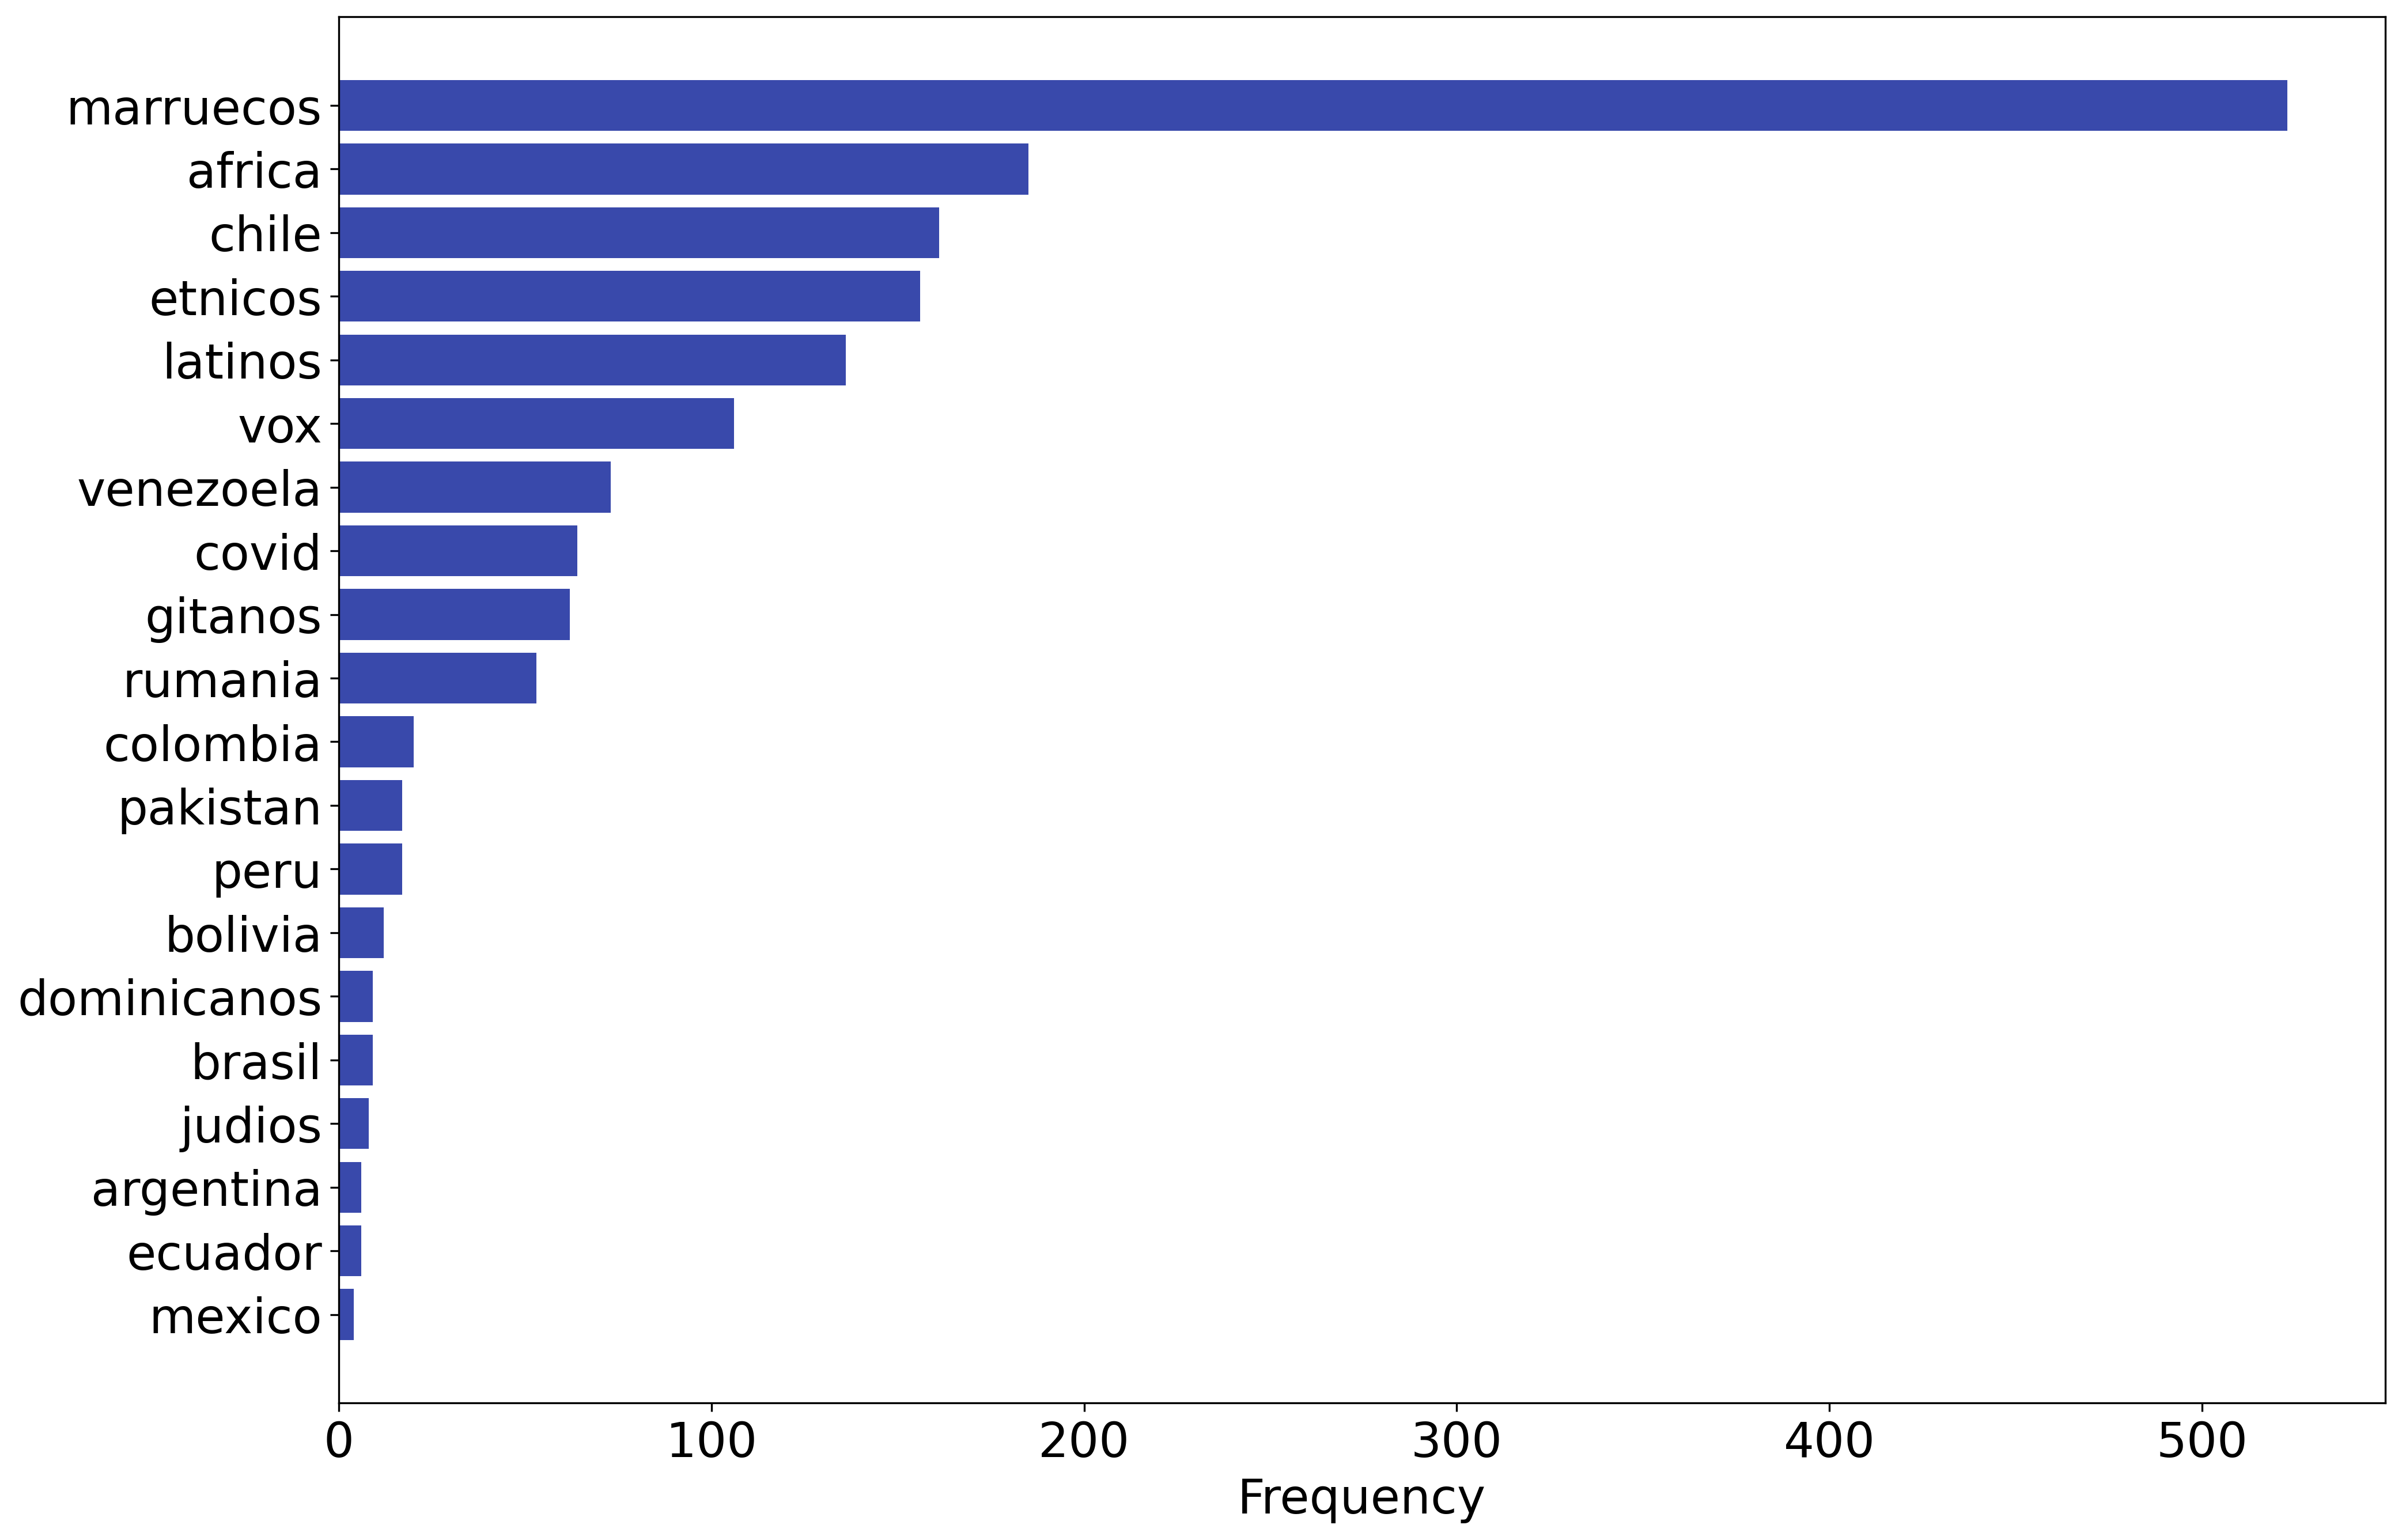 marruecos
africa
chile
etnicos
latinos
vox
venezoela
covid
gitanos
rumania
colombia
pakistan
peru
bolivia
dominicanos
brasil
judios
argentina
ecuador
mexico
0 100 200 300 400 500
Frequency